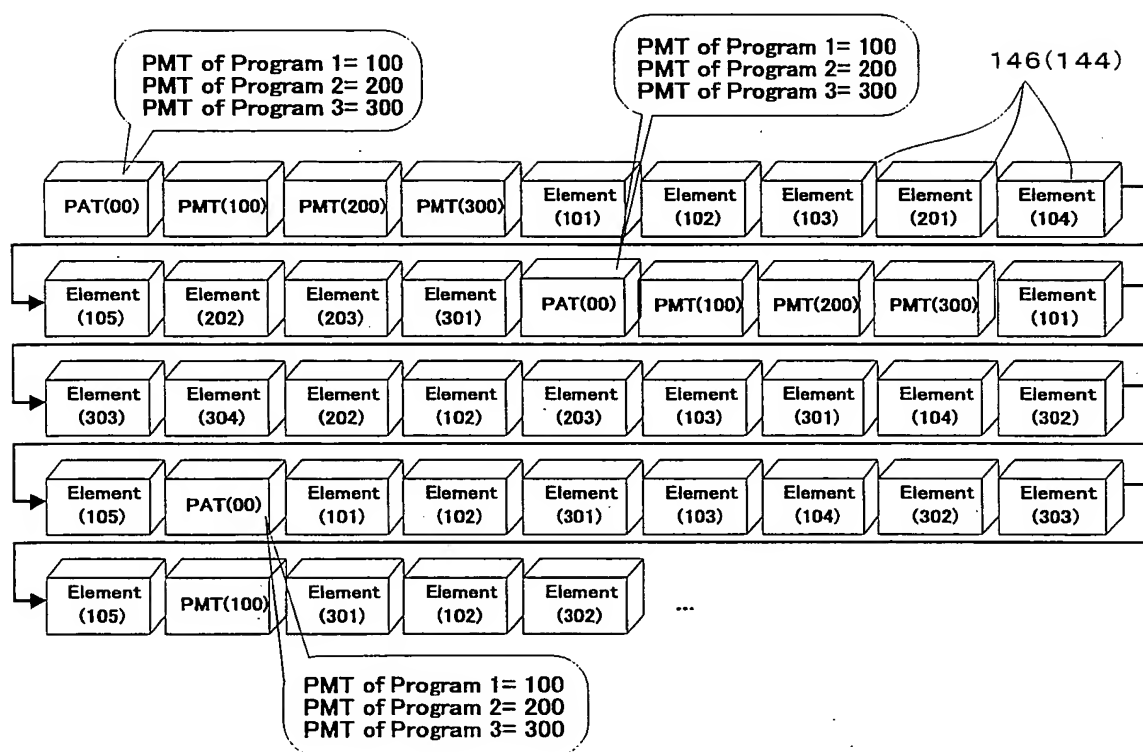 PMT of Program 1= 100
PMT of Program 2= 200
PMT of Program 3= 300
PMT of Program 1= 100
PMT of Program 2= 200
PMT of Program 3= 300
146(144)
PAT(00)
PMT(100)
PMT(200)
PMT(300)
Element
(101)
Element
(102)
Element
(103)
Element
(201)
Element
(104)
Element
(105)
Element
(202)
Element
(203)
Element
(301)
PAT(00)
PMT(100)
PMT(200)
PMT(300)
Element
(101)
Element
(303)
Element
(304)
Element
(202)
Element
(102)
Element
(203)
Element
(103)
Element
(301)
Element
(104)
Element
(302)
Element
(105)
PAT(00)
Element
(101)
Element
(102)
Element
(301)
Element
(103)
Element
(104)
Element
(302)
Element
(303)
Element
(105)
PMT(100)
Element
(301)
Element
(102)
Element
(302)
...
PMT of Program 1= 100
PMT of Program 2= 200
PMT of Program 3= 300